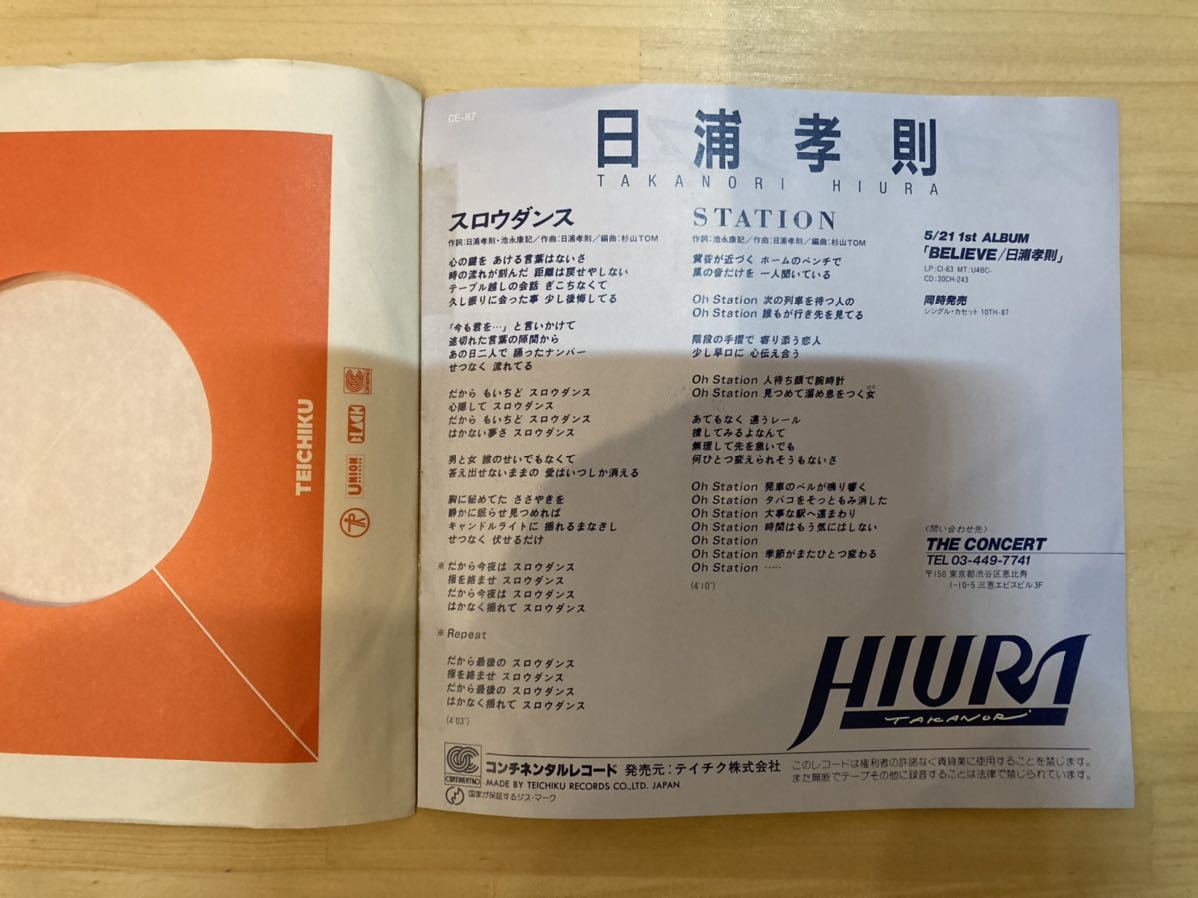 TEICHIKU
UNION
BLACK
CE-87
日浦孝則
TAKANORI HIURA
スロウダンス
作詞:日浦孝則・池永康記/作曲:日浦孝則/編曲:杉山TOM
心の鍵を あける言葉はないさ
時の流れが刻んだ 距離は戻せやしない
テーブル越しの会話 ぎこちなくて
久し振りに会った事 少し後悔してる
「今も君を…」と言いかけて
途切れた言葉の隙間から
あの日二人で 踊ったナンバー
せつなく 流れてる
だから もいちど スロウダンス
心隠して スロウダンス
だから もいちど スロウダンス
はかない夢さ スロウダンス
男と女 誰のせいでもなくて
答え出せないままの 愛はいつしか消える
胸に秘めてた ささやきを
静かに眠らせ見つめれば
キャンドルライトに 揺れるまなざし
せつなく 伏せるだけ
※だから今夜は スロウダンス
指を絡ませ スロウダンス
だから今夜は スロウダンス
はかなく揺れて スロウダンス
※Repeat
だから最後の スロウダンス
指を絡ませ スロウダンス
だから最後の スロウダンス
はかなく揺れて スロウダンス
(4'03")
STATION
作詞:池永康記/作曲:日浦孝則/編曲:杉山TOM
黄昏が近づく ホームのベンチで
風の音だけを 一人聞いている
Oh Station 次の列車を待つ人の
Oh Station 誰もが行き先を見てる
階段の手摺で 寄り添う恋人
少し早口に 心伝え合う
Oh Station 人待ち顔で腕時計
Oh Station 見つめて溜め息をつく女
あてもなく 違うレール
捜してみるよなんて
無理して先を急いでも
何ひとつ変えられそうもないさ
Oh Station 発車のベルが鳴り響く
Oh Station タバコをそっともみ消した
Oh Station 大事な駅へ遠まわり
Oh Station 時間はもう気にはしない
Oh Station
Oh Station 季節がまたひとつ変わる
Oh Station ‥‥
(4'10")
5/21 1st ALBUM
「BELIEVE/日浦孝則」
LP:CI-63 MT:U4BC-
CD:30CH-243
同時発売
シングル・カセット 10TH-87
〈問い合わせ先〉
THE CONCERT
TEL 03-449-7741
〒150 東京都渋谷区恵比寿
1-10-5 三恵エビスビル3F
HIURA
TAKANORI
CONTINENTAL
コンチネンタルレコード 発売元:テイチク株式会社
MADE BY TEICHIKU RECORDS CO.,LTD. JAPAN
国家が保証するジス・マーク
このレコードは権利者の許諾なく賃貸業に使用することを禁じます。
また無断でテープその他に録音することは法律で禁じられています。